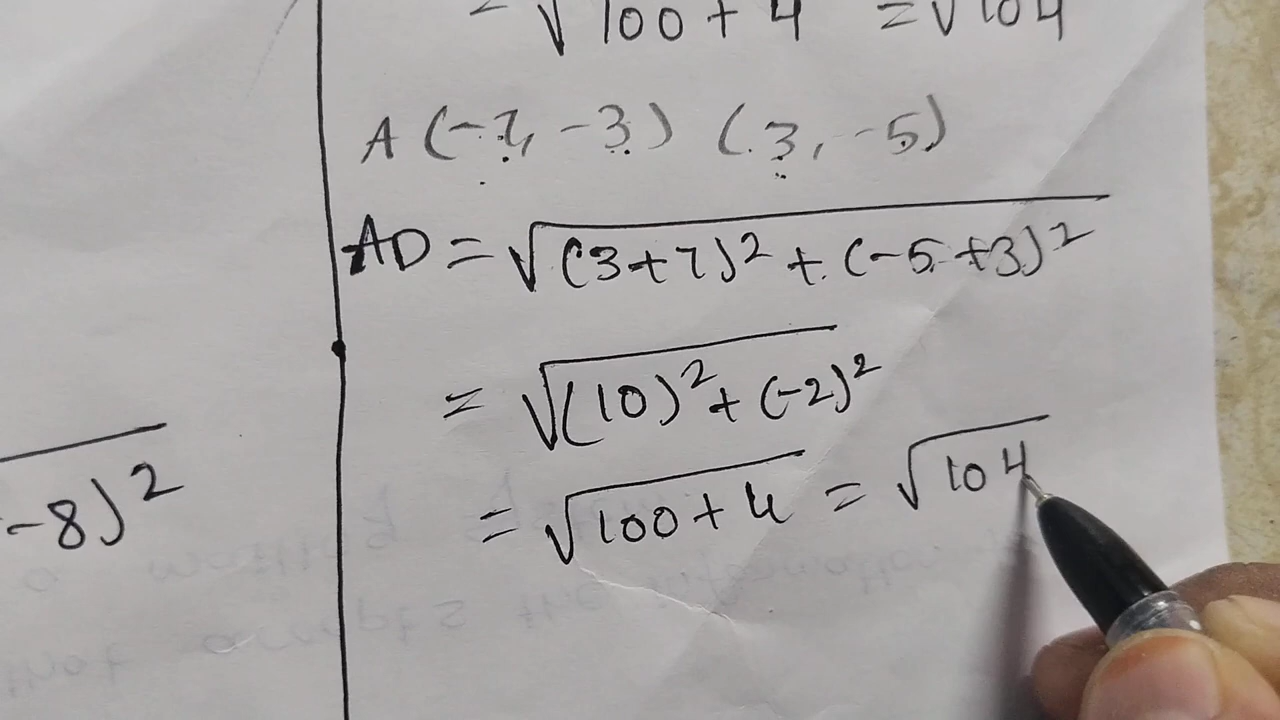 = √100 + 4 = √104
A (-7, -3) (3, -5)
AD = √(3+7)² + (-5+3)²
= √(10)² + (-2)²
= √100 + 4 = √104
-8)²